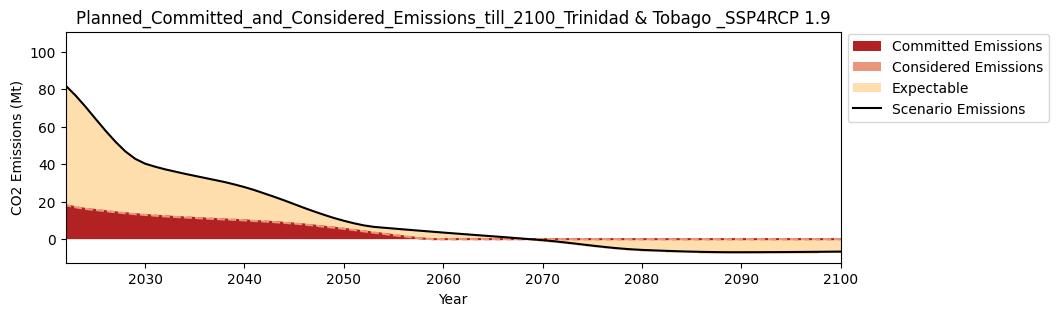 Planned_Committed_and_Considered_Emissions_till_2100_Trinidad & Tobago _SSP4RCP 1.9
100
80
60
40
20
0
CO2 Emissions (Mt)
2030 2040 2050 2060 2070 2080 2090 2100
Year
Committed Emissions
Considered Emissions
Expectable
Scenario Emissions